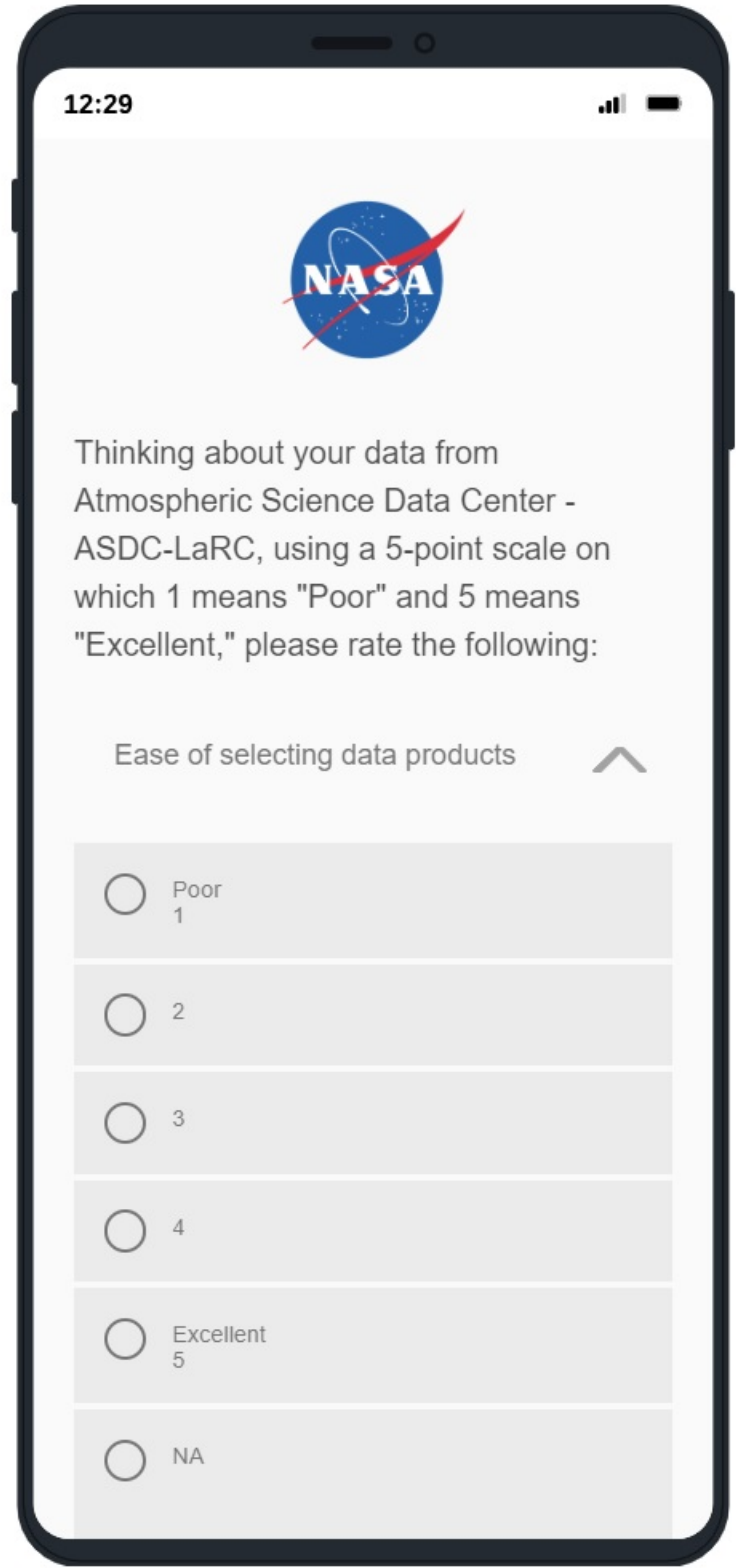 12:29
NASA
Thinking about your data from
Atmospheric Science Data Center -
ASDC-LaRC, using a 5-point scale on
which 1 means "Poor" and 5 means
"Excellent," please rate the following:
Ease of selecting data products
Poor
1
2
3
4
Excellent
5
NA